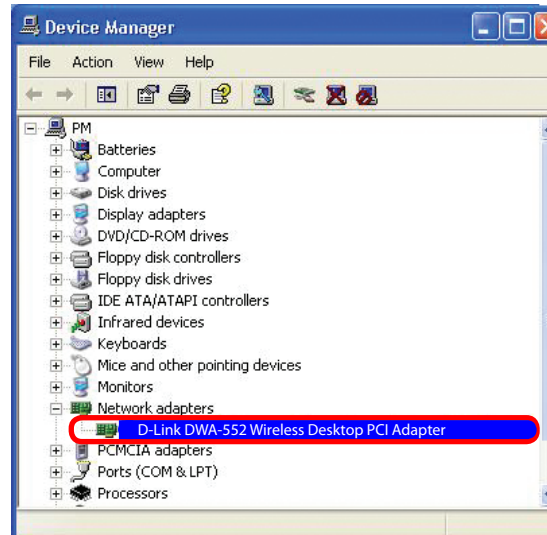 Device Manager
File Action View Help
PM
Batteries
Computer
Disk drives
Display adapters
DVD/CD-ROM drives
Floppy disk controllers
Floppy disk drives
IDE ATA/ATAPI controllers
Infrared devices
Keyboards
Mice and other pointing devices
Monitors
Network adapters
D-Link DWA-552 Wireless Desktop PCI Adapter
PCMCIA adapters
Ports (COM & LPT)
Processors